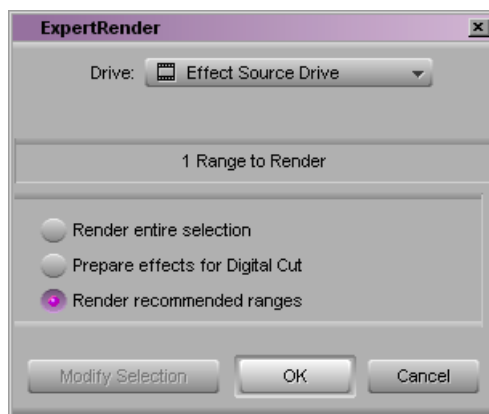 ExpertRender
Drive: Effect Source Drive
1 Range to Render
Render entire selection
Prepare effects for Digital Cut
Render recommended ranges
Modify Selection OK Cancel